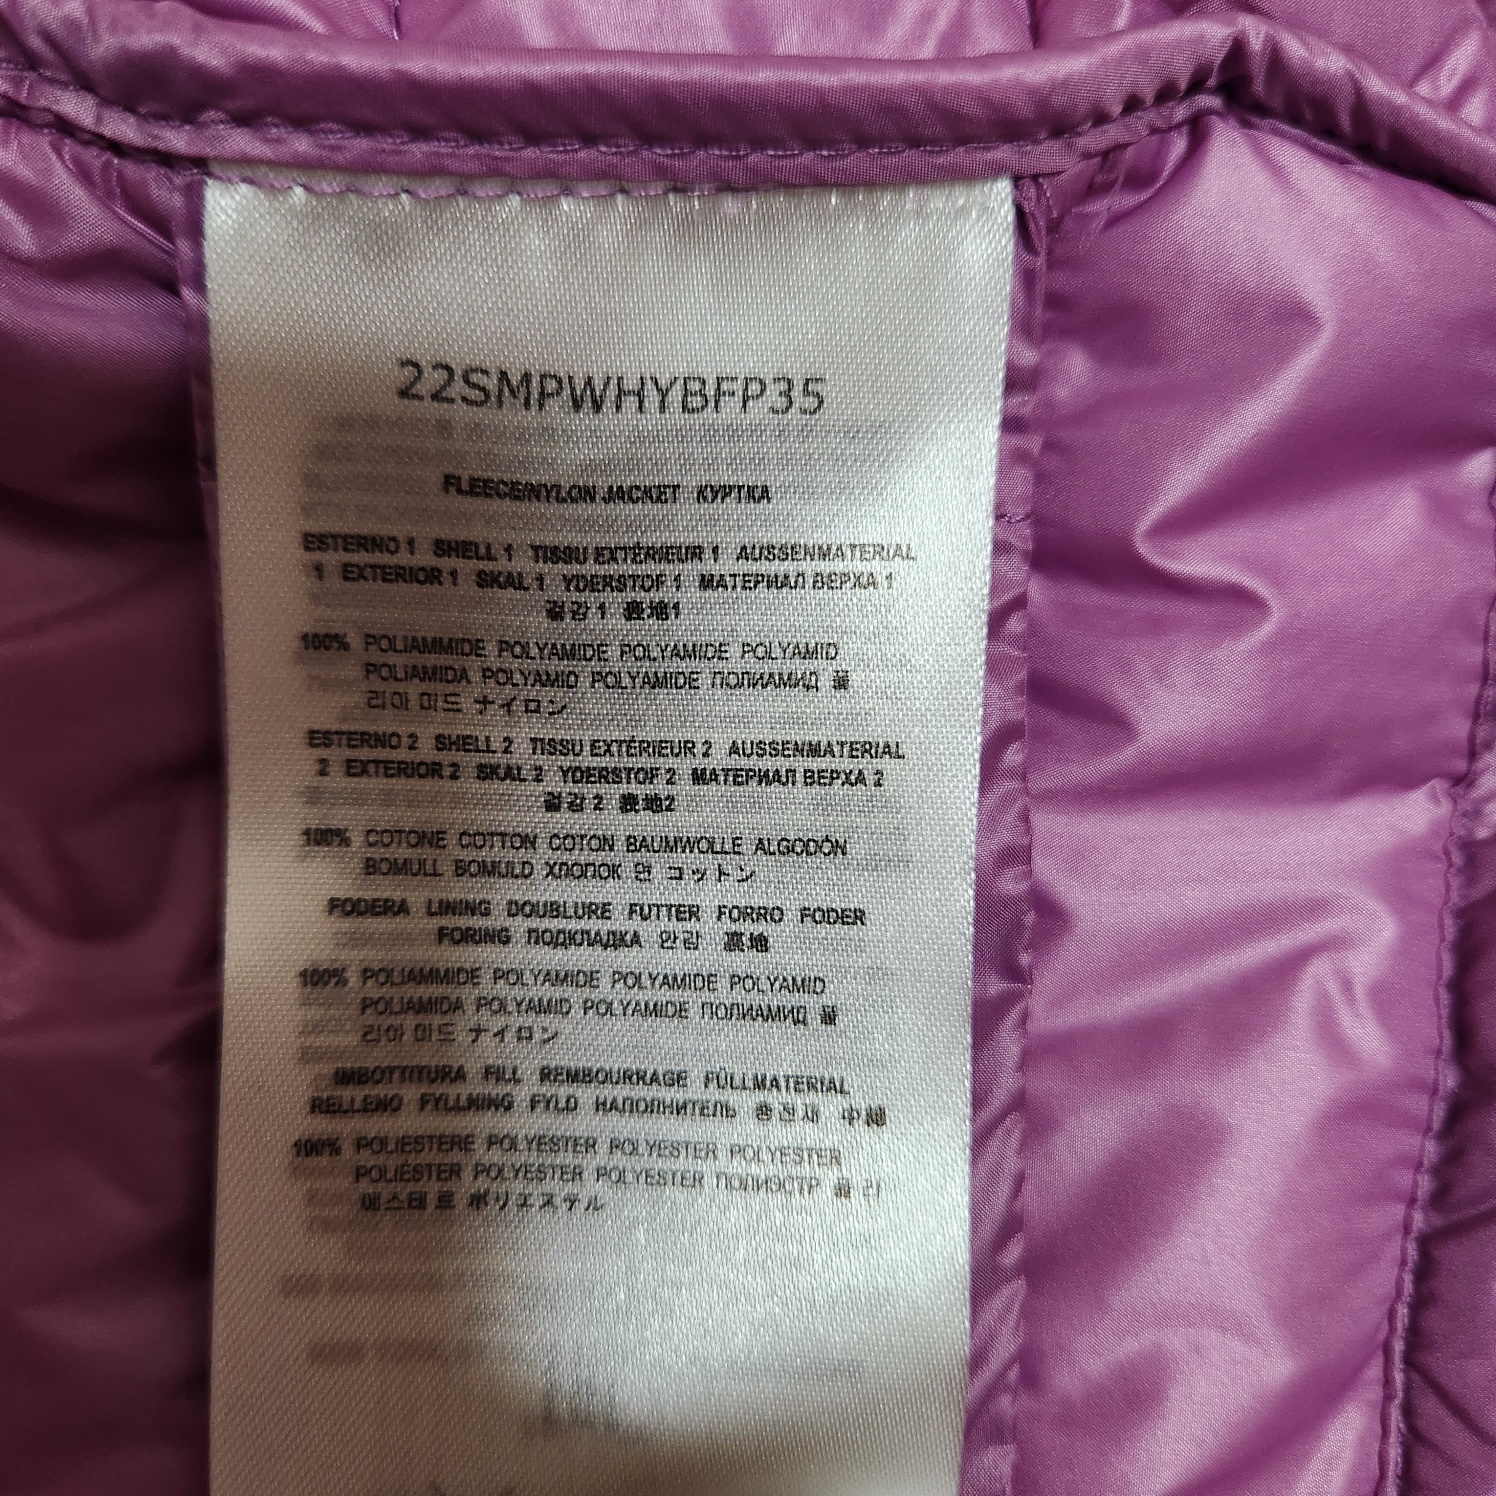 22SMPWHYBFP35
FLEECE/NYLON JACKET КУРТКА
ESTERNO 1 SHELL 1 TISSU EXTÉRIEUR 1 AUSSENMATERIAL
1 EXTERIOR 1 SKAL 1 YDERSTOF 1 МАТЕРИАЛ ВЕРХА 1
겉감 1 表地1
100% POLIAMMIDE POLYAMIDE POLYAMIDE POLYAMID
POLIAMIDA POLYAMID POLYAMIDE ПОЛИАМИД 폴
리아 미드 ナイロン
ESTERNO 2 SHELL 2 TISSU EXTÉRIEUR 2 AUSSENMATERIAL
2 EXTERIOR 2 SKAL 2 YDERSTOF 2 МАТЕРИАЛ ВЕРХА 2
겉감 2 表地2
100% COTONE COTTON COTON BAUMWOLLE ALGODÓN
BOMULL BOMULD ХЛОПОК 면 コットン
FODERA LINING DOUBLURE FUTTER FORRO FODER
FORING ПОДКЛАДКА 안감 裏地
100% POLIAMMIDE POLYAMIDE POLYAMIDE POLYAMID
POLIAMIDA POLYAMID POLYAMIDE ПОЛИАМИД 폴
리아 미드 ナイロン
IMBOTTITURA FILL REMBOURRAGE FÜLLMATERIAL
RELLENO FYLLNING FYLD НАПОЛНИТЕЛЬ 충전재 中綿
100% POLIESTERE POLYESTER POLYESTER POLYESTER
POLIÉSTER POLYESTER POLYESTER ПОЛИЭСТР 폴 리
에스테 르 ポリエステル